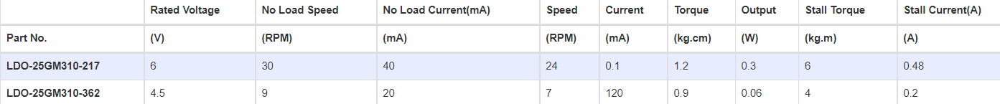 Rated Voltage No Load Speed No Load Current(mA) Speed Current Torque Output Stall Torque Stall Current(A)
Part No. (V) (RPM) (mA) (RPM) (mA) (kg.cm) (W) (kg.m) (A)
LDO-25GM310-217 6 30 40 24 0.1 1.2 0.3 6 0.48
LDO-25GM310-362 4.5 9 20 7 120 0.9 0.06 4 0.2